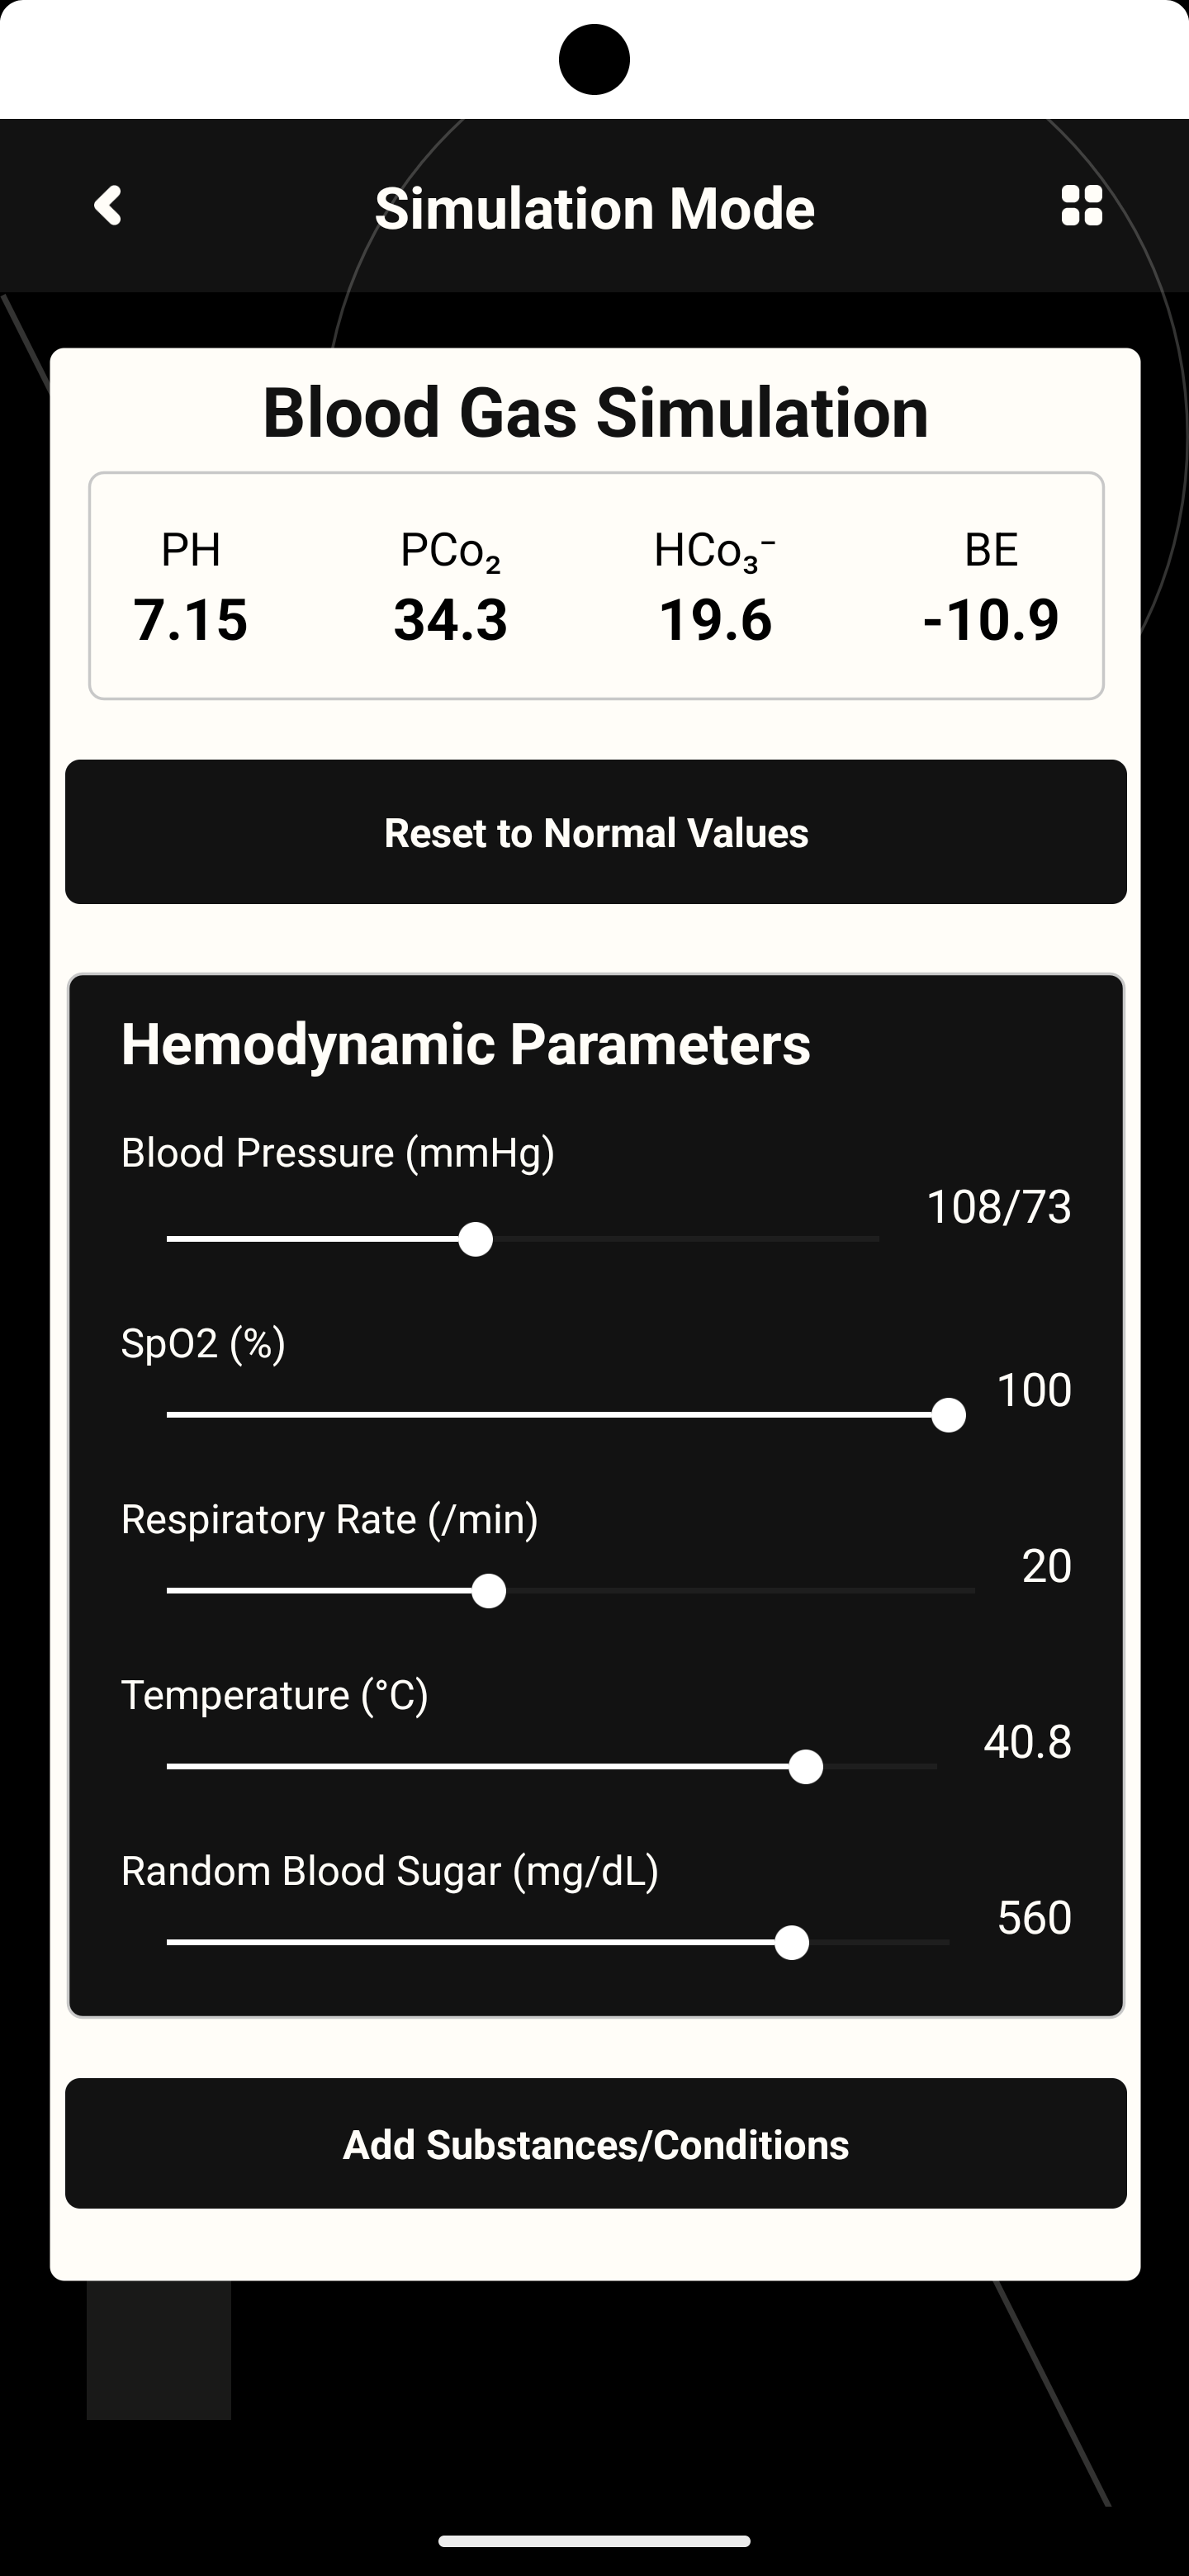 Simulation Mode
Blood Gas Simulation
PH PCo₂ HCo₃⁻ BE
7.15 34.3 19.6 -10.9
Reset to Normal Values
Hemodynamic Parameters
Blood Pressure (mmHg)
108/73
SpO2 (%)
100
Respiratory Rate (/min)
20
Temperature (°C)
40.8
Random Blood Sugar (mg/dL)
560
Add Substances/Conditions